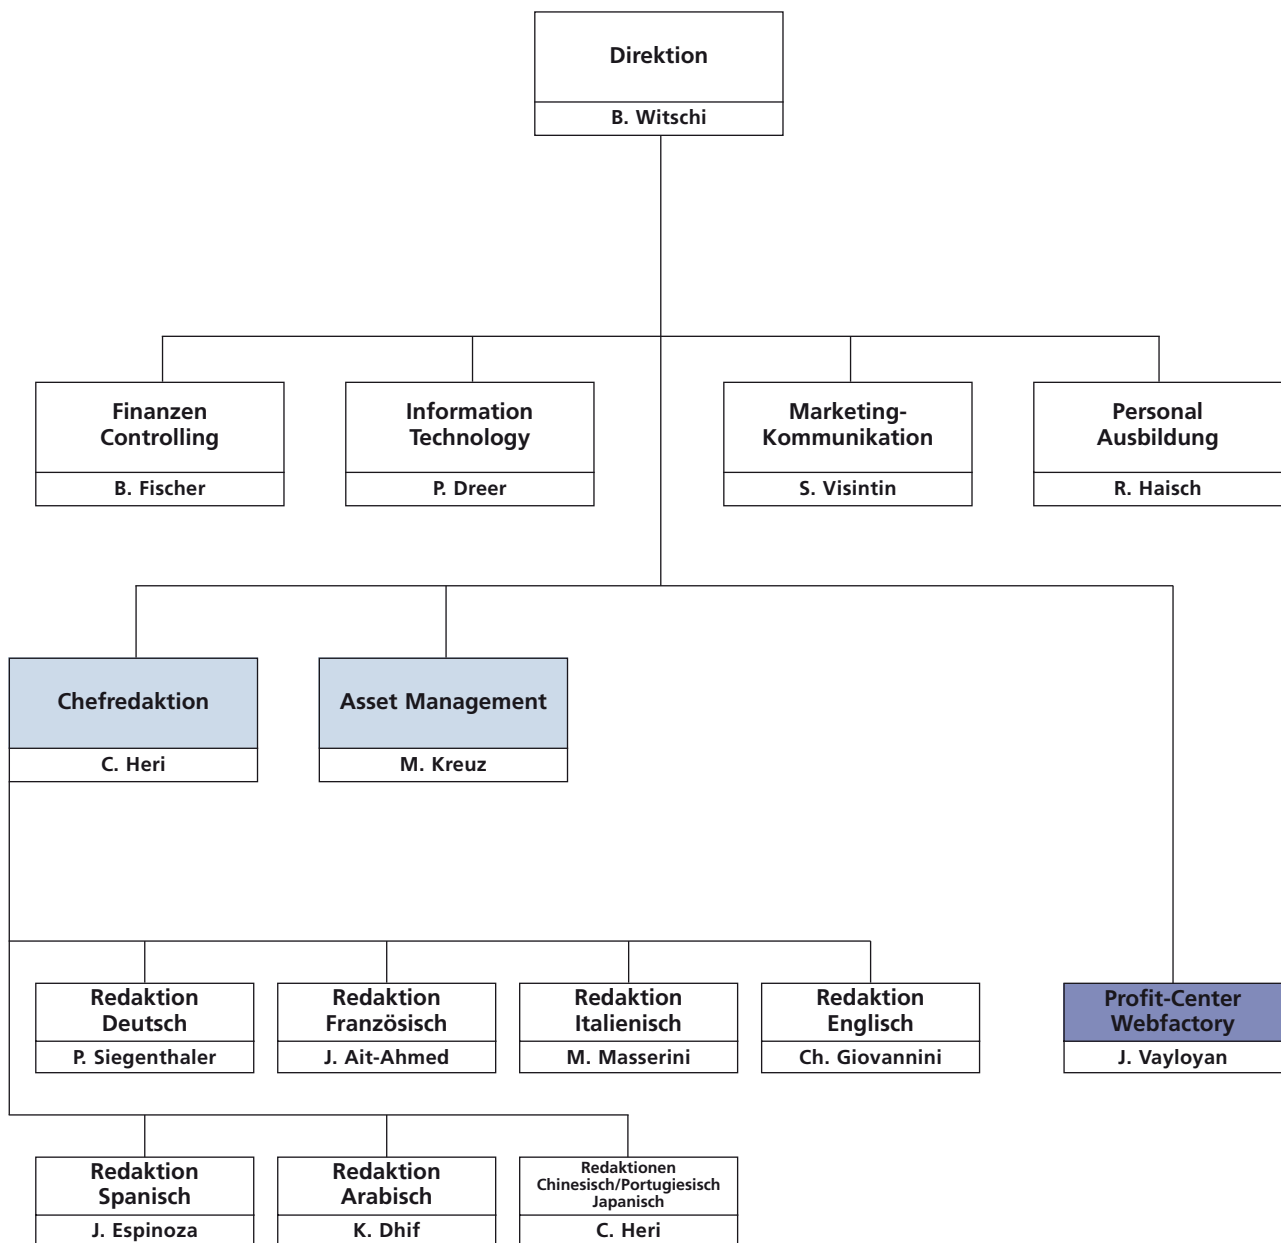 Direktion
B. Witschi
Finanzen
Controlling
B. Fischer
Information
Technology
P. Dreer
Marketing-
Kommunikation
S. Visintin
Personal
Ausbildung
R. Haisch
Chefredaktion
C. Heri
Asset Management
M. Kreuz
Redaktion
Deutsch
P. Siegenthaler
Redaktion
Französisch
J. Ait-Ahmed
Redaktion
Italienisch
M. Masserini
Redaktion
Englisch
Ch. Giovannini
Profit-Center
Webfactory
J. Vayloyan
Redaktion
Spanisch
J. Espinoza
Redaktion
Arabisch
K. Dhif
Redaktionen
Chinesisch/Portugiesisch
Japanisch
C. Heri